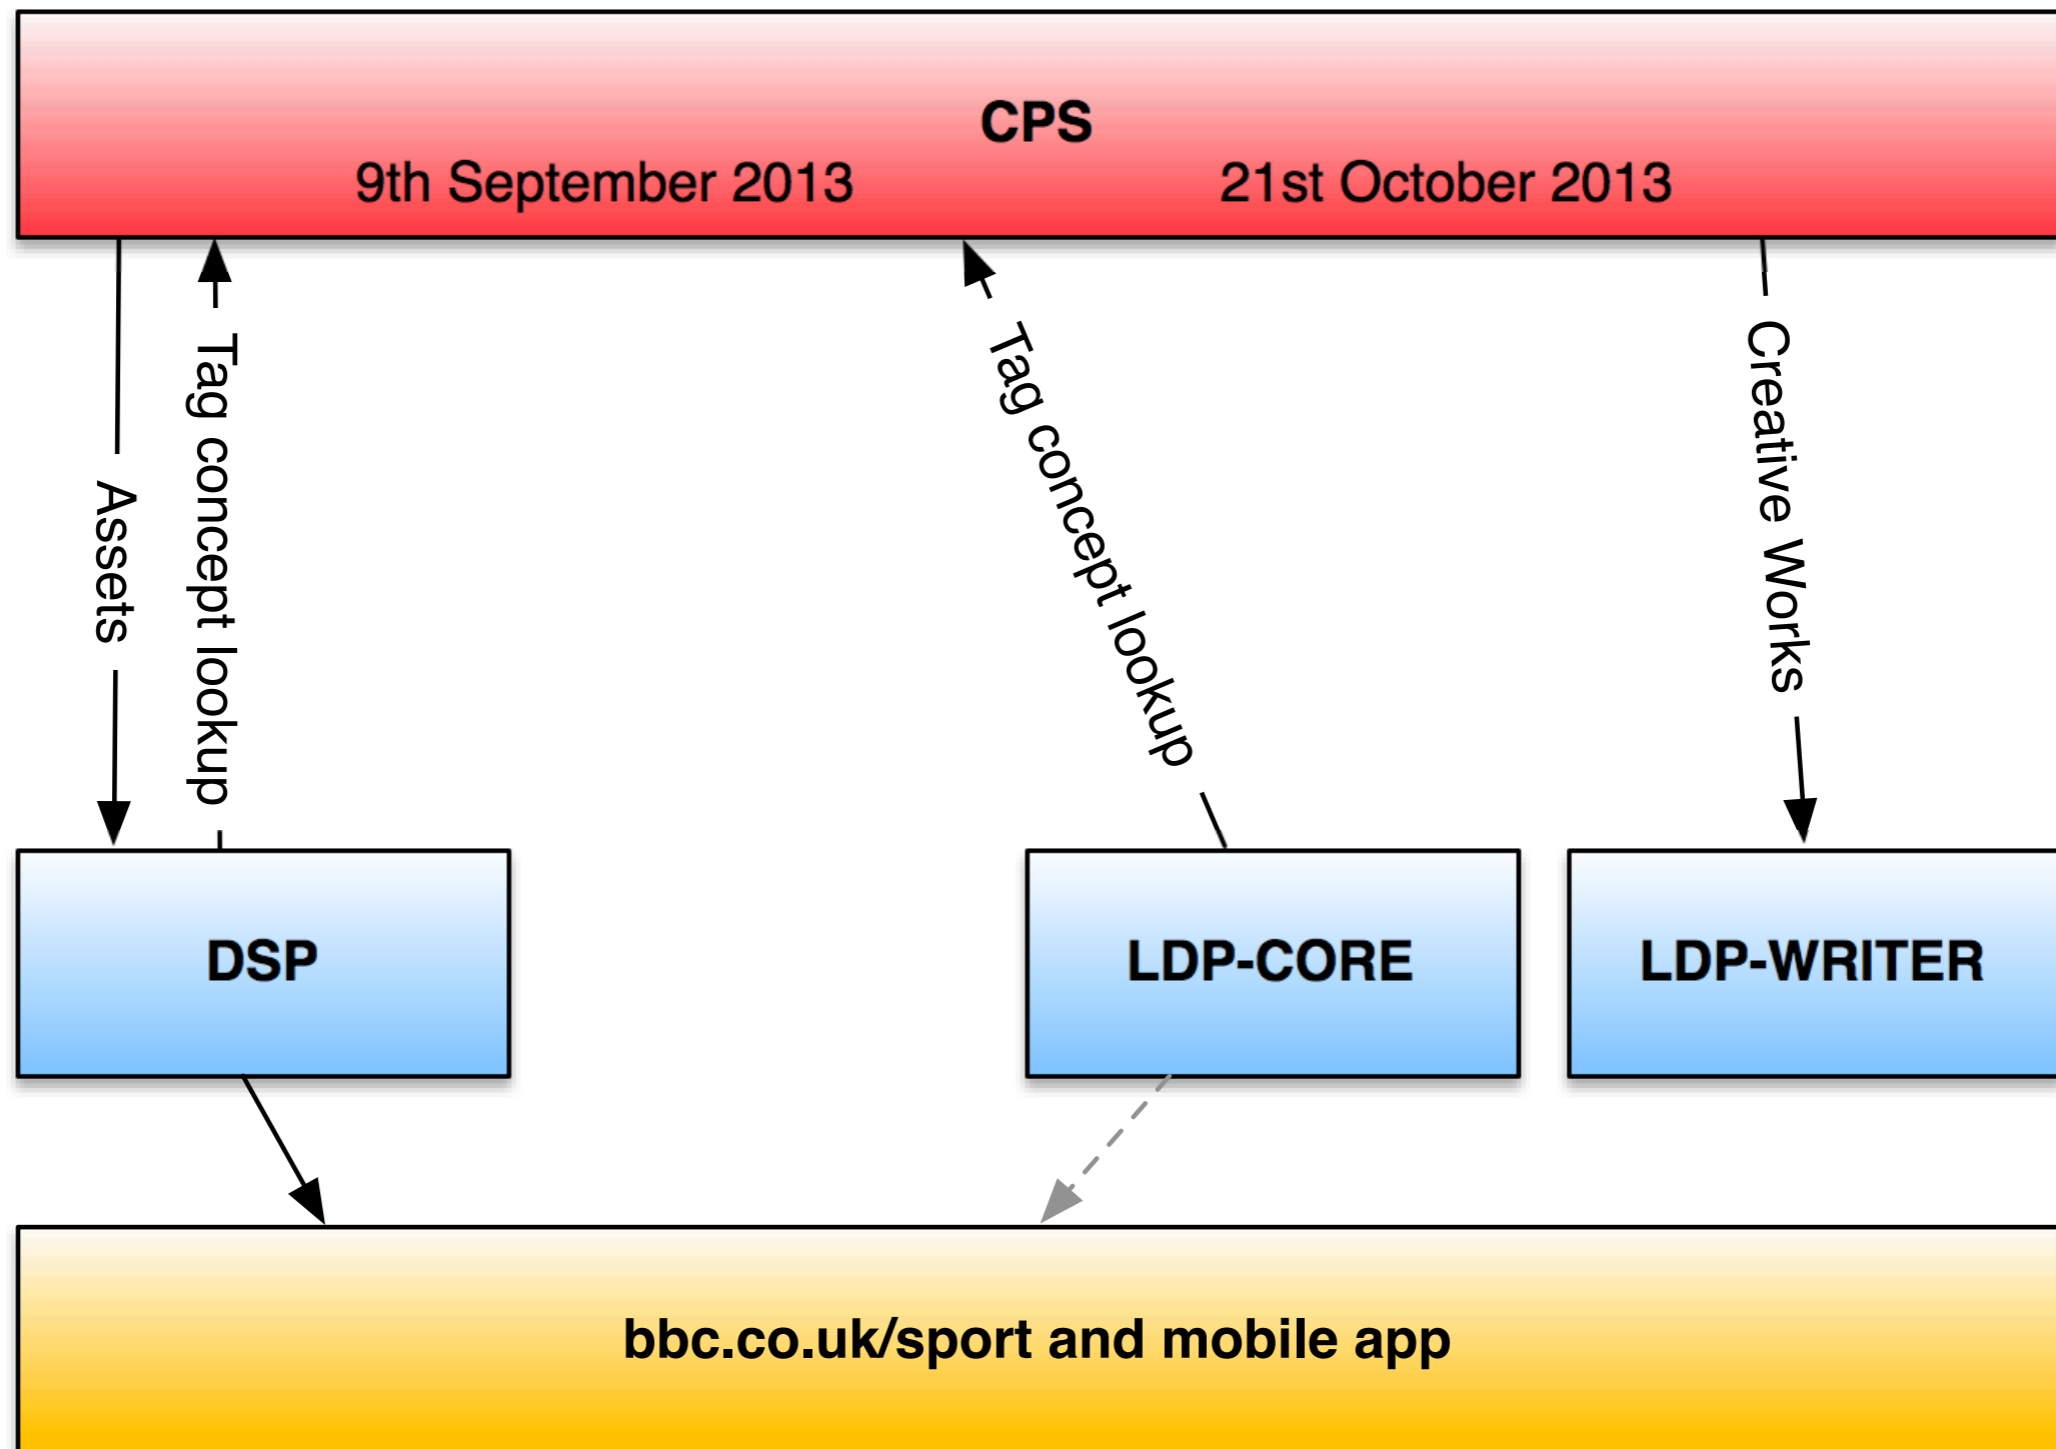 CPS
9th September 2013
21st October 2013
Assets
Tag concept lookup
Tag concept lookup
Creative Works
DSP
LDP-CORE
LDP-WRITER
bbc.co.uk/sport and mobile app